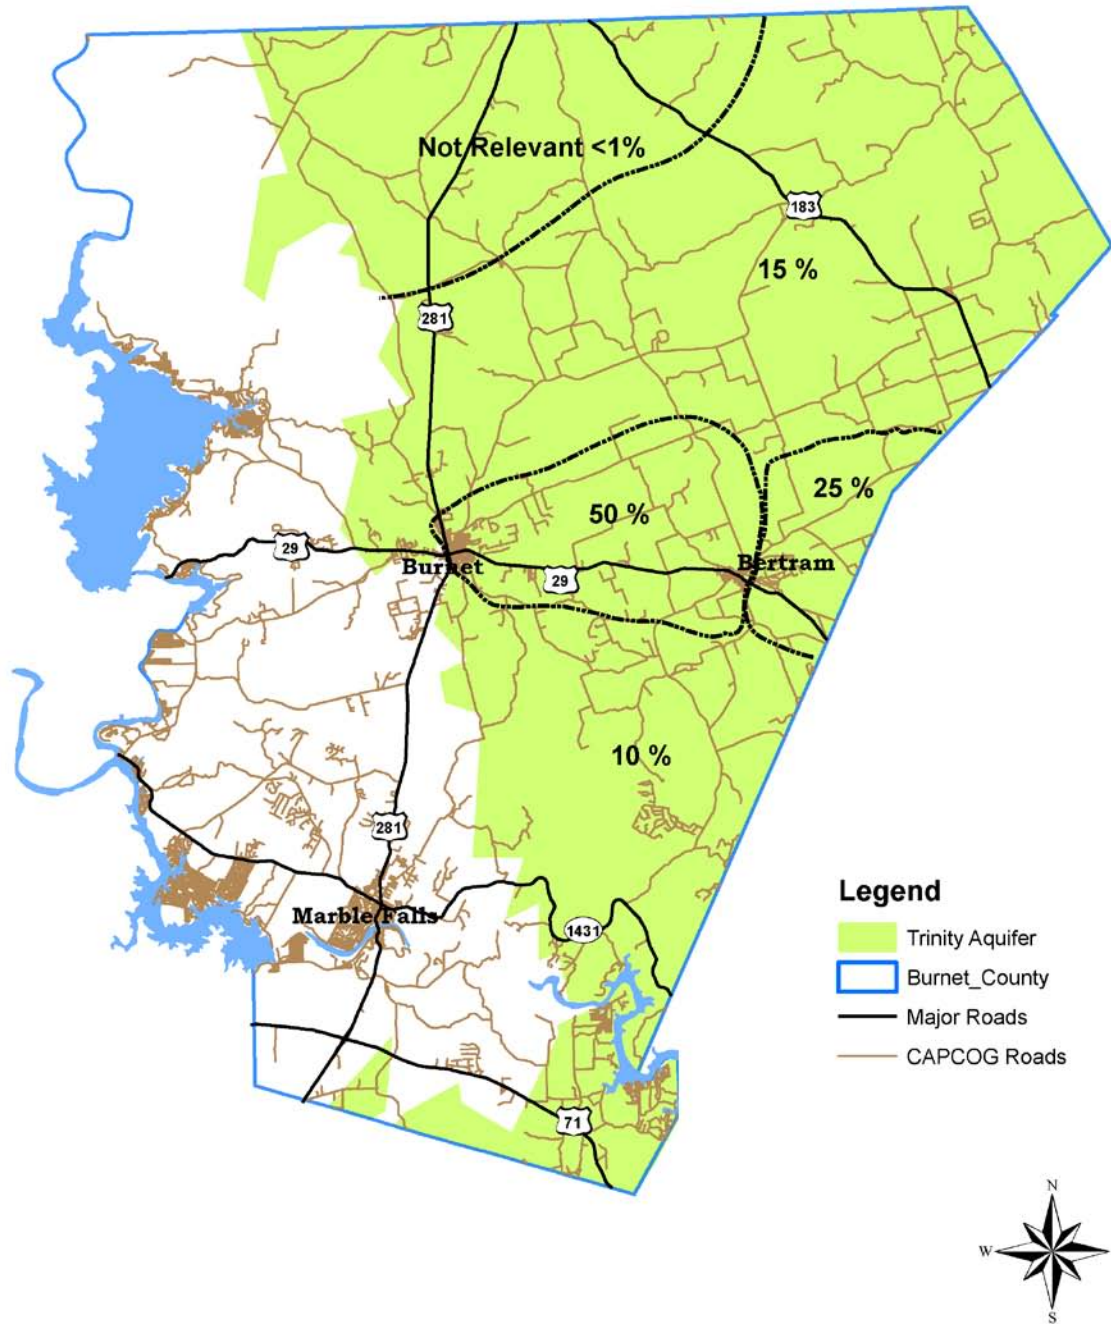 Not Relevant <1%
183
15 %
281
25 %
50 %
29
Burnet
29
Bertram
10 %
281
Marble Falls
1431
71
Legend
Trinity Aquifer
Burnet_County
Major Roads
CAPCOG Roads
N
W
S